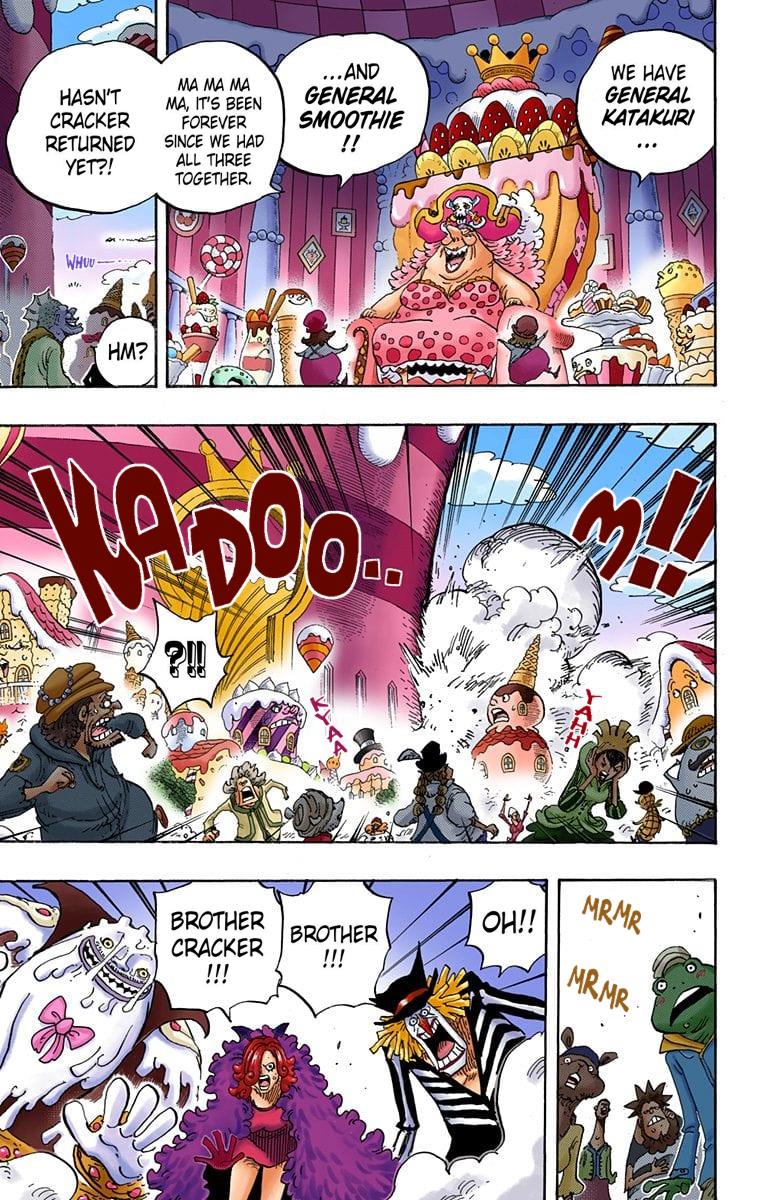 WE HAVE
GENERAL
KATAKURI
...
...AND
GENERAL
SMOOTHIE
!!
MA MA MA
MA, IT'S BEEN
FOREVER
SINCE WE HAD
ALL THREE
TOGETHER.
HASN'T
CRACKER
RETURNED
YET?!
WHUU—
HM?
KADOO..M!!
?!!
KYAA
YAHH
MRMR
MRMR
OH!!
BROTHER
!!!
BROTHER
CRACKER
!!!